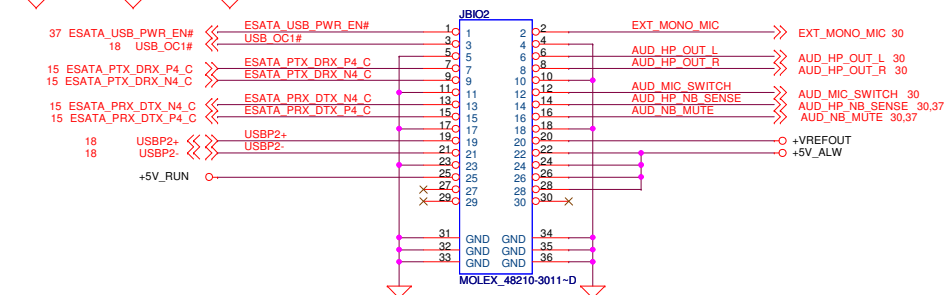 JBIO2
37 ESATA_USB_PWR_EN# ESATA_USB_PWR_EN# 1 1 2 2 EXT_MONO_MIC EXT_MONO_MIC 30
18 USB_OC1# USB_OC1# 3 3 4 4
5 5 6 6 AUD_HP_OUT_L AUD_HP_OUT_L 30
15 ESATA_PTX_DRX_P4_C ESATA_PTX_DRX_P4_C 7 7 8 8 AUD_HP_OUT_R AUD_HP_OUT_R 30
15 ESATA_PTX_DRX_N4_C ESATA_PTX_DRX_N4_C 9 9 10 10
11 11 12 12 AUD_MIC_SWITCH AUD_MIC_SWITCH 30
15 ESATA_PRX_DTX_N4_C ESATA_PRX_DTX_N4_C 13 13 14 14 AUD_HP_NB_SENSE AUD_HP_NB_SENSE 30,37
15 ESATA_PRX_DTX_P4_C ESATA_PRX_DTX_P4_C 15 15 16 16 AUD_NB_MUTE AUD_NB_MUTE 30,37
17 17 18 18
18 USBP2+ USBP2+ 19 19 20 20 +VREFOUT
18 USBP2- USBP2- 21 21 22 22 +5V_ALW
23 23 24 24
+5V_RUN 25 25 26 26
27 27 28 28
29 29 30 30
31 GND GND 34
32 GND GND 35
33 GND GND 36
MOLEX_48210-3011~D